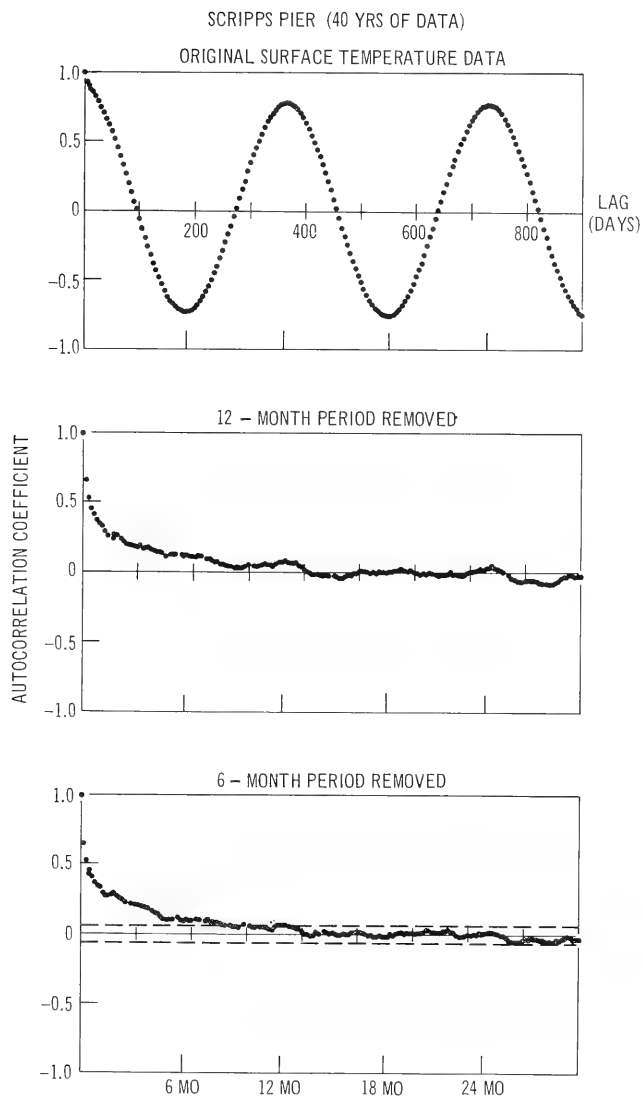 SCRIPPS PIER (40 YRS OF DATA)
ORIGINAL SURFACE TEMPERATURE DATA
1.0
0.5
0
-0.5
-1.0
200
400
600
800
LAG
(DAYS)
AUTOCORRELATION COEFFICIENT
12 - MONTH PERIOD REMOVED
1.0
0.5
0
-0.5
-1.0
6 - MONTH PERIOD REMOVED
1.0
0.5
0
-0.5
-1.0
6 MO
12 MO
18 MO
24 MO